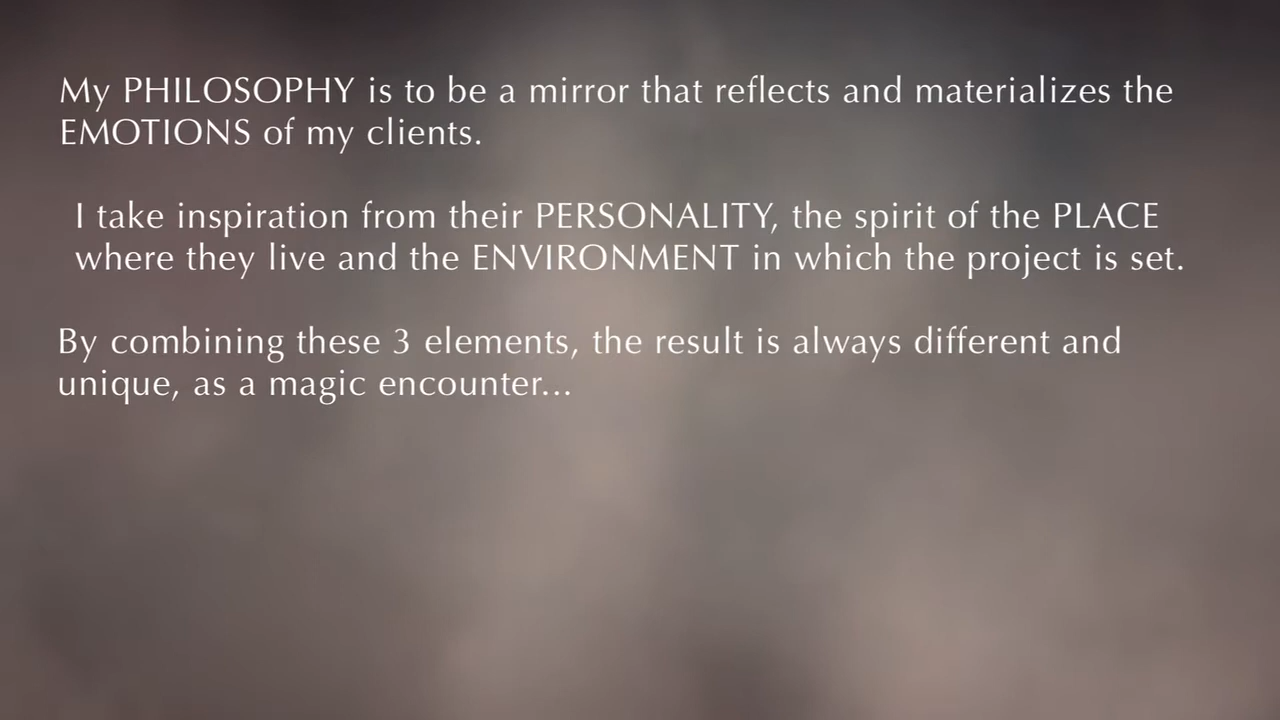 My PHILOSOPHY is to be a mirror that reflects and materializes the
EMOTIONS of my clients.
I take inspiration from their PERSONALITY, the spirit of the PLACE
where they live and the ENVIRONMENT in which the project is set.
By combining these 3 elements, the result is always different and
unique, as a magic encounter...